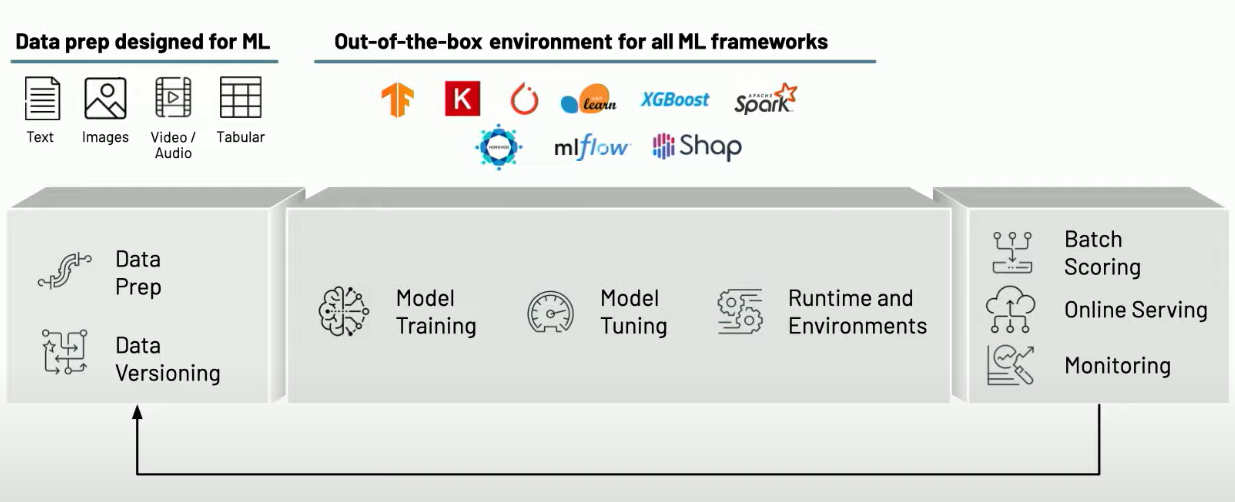 Data prep designed for ML
Out-of-the-box environment for all ML frameworks
Text
Images
Video /
Audio
Tabular
K
learn
XGBoost
APACHE
Spark
HOROVOD
mlflow
Shap
Data
Prep
Data
Versioning
Model
Training
Model
Tuning
Runtime and
Environments
Batch
Scoring
Online Serving
Monitoring